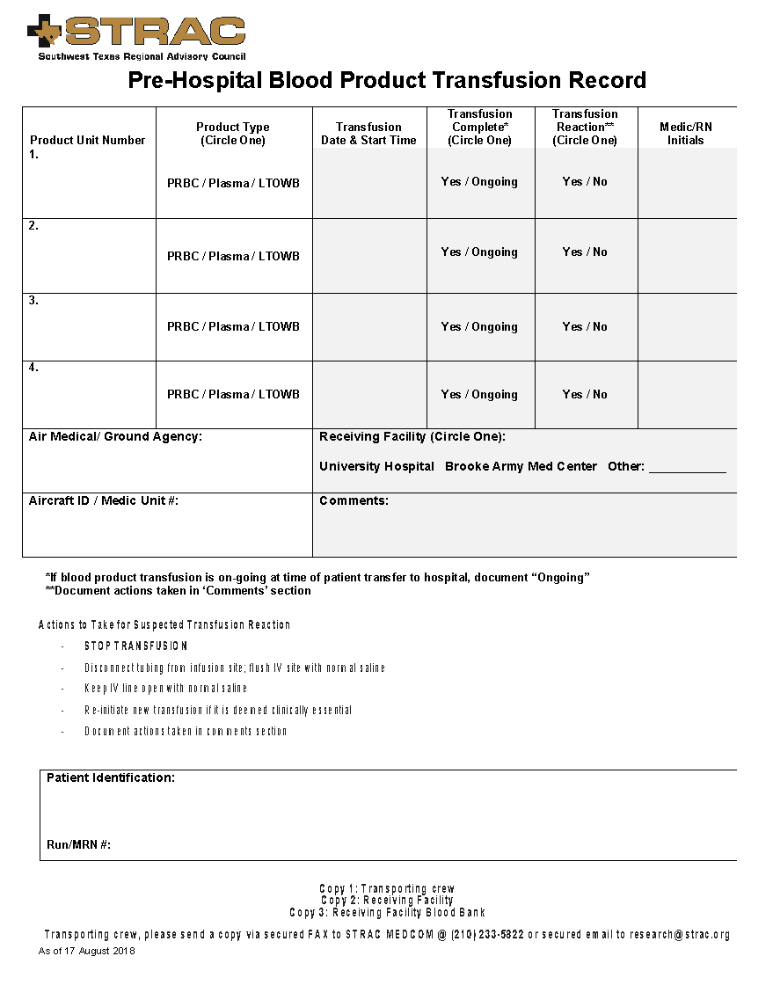 STRAC
Southwest Texas Regional Advisory Council
Pre-Hospital Blood Product Transfusion Record
Product Unit Number
Product Type
(Circle One)
Transfusion
Date & Start Time
Transfusion
Complete*
(Circle One)
Transfusion
Reaction**
(Circle One)
Medic/RN
Initials
1.
PRBC / Plasma / LTOWB
Yes / Ongoing
Yes / No
2.
PRBC / Plasma / LTOWB
Yes / Ongoing
Yes / No
3.
PRBC / Plasma / LTOWB
Yes / Ongoing
Yes / No
4.
PRBC / Plasma / LTOWB
Yes / Ongoing
Yes / No
Air Medical/ Ground Agency:
Receiving Facility (Circle One):
University Hospital Brooke Army Med Center Other: ___________
Aircraft ID / Medic Unit #:
Comments:
*If blood product transfusion is on-going at time of patient transfer to hospital, document “Ongoing”
**Document actions taken in ‘Comments’ section
Actions to Take for Suspected Transfusion Reaction
- STOP TRANSFUSION
- Disconnect tubing from infusion site; flush IV site with normal saline
- Keep IV line open with normal saline
- Re-initiate new transfusion if it is deemed clinically essential
- Document actions taken in comments section
Patient Identification:
Run/MRN #:
Copy 1: Transporting crew
Copy 2: Receiving Facility
Copy 3: Receiving Facility Blood Bank
Transporting crew, please send a copy via secured FAX to STRAC MEDCOM @ (210) 233-5822 or secured email to research@strac.org
As of 17 August 2018